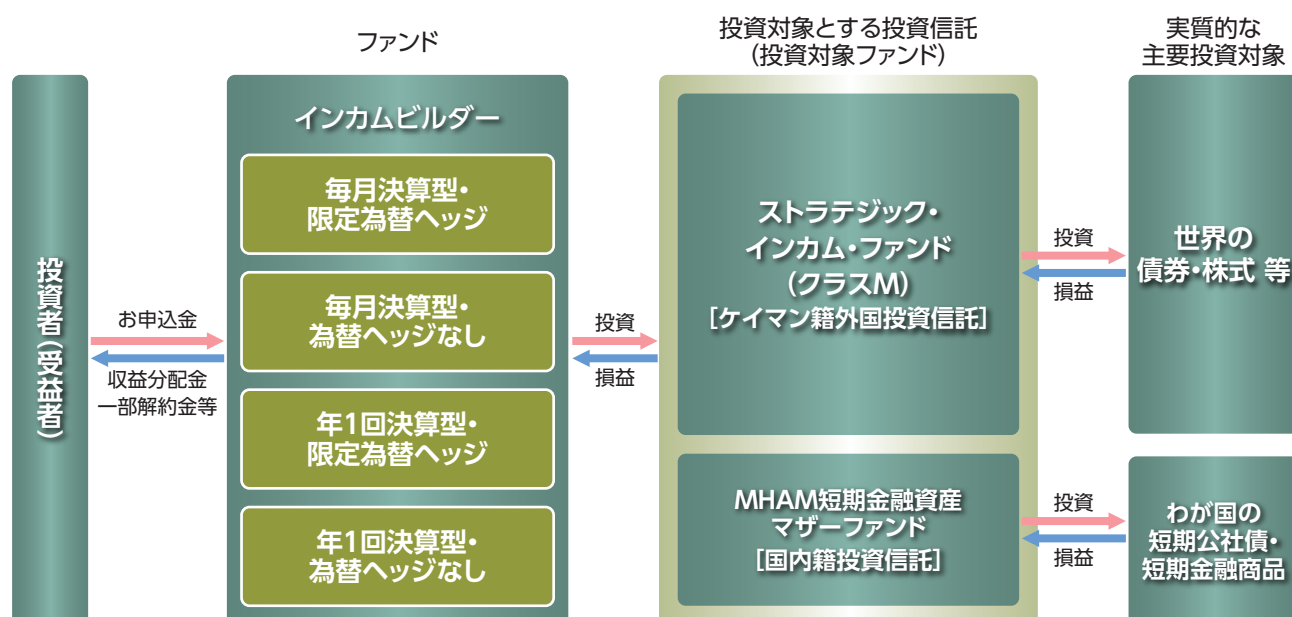 ファンド
投資対象とする投資信託
（投資対象ファンド）
実質的な
主要投資対象
投資者（受益者）
お申込金
収益分配金
一部解約金等
インカムビルダー
毎月決算型・
限定為替ヘッジ
毎月決算型・
為替ヘッジなし
年1回決算型・
限定為替ヘッジ
年1回決算型・
為替ヘッジなし
投資
損益
ストラテジック・
インカム・ファンド
（クラスM）
［ケイマン籍外国投資信託］
MHAM短期金融資産
マザーファンド
［国内籍投資信託］
投資
損益
投資
損益
世界の
債券・株式 等
わが国の
短期公社債・
短期金融商品